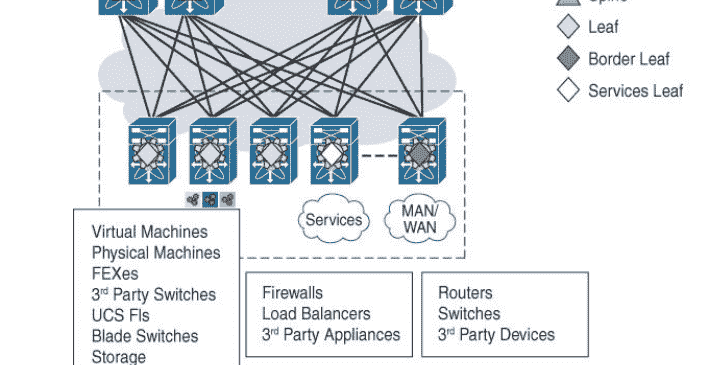 Spine
Leaf
Border Leaf
Services Leaf
Services
MAN/
WAN
Virtual Machines
Physical Machines
FEXes
3rd Party Switches
UCS FIs
Blade Switches
Storage
Firewalls
Load Balancers
3rd Party Appliances
Routers
Switches
3rd Party Devices